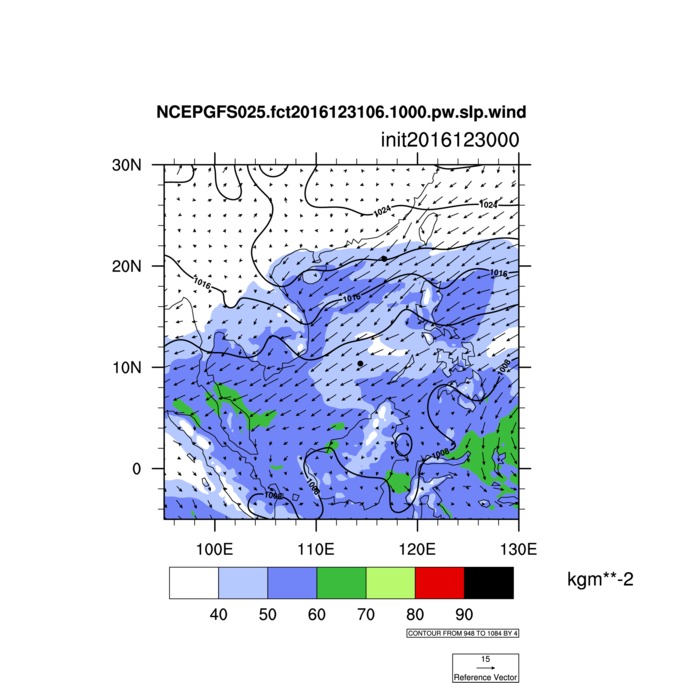 NCEPGFS025.fct2016123106.1000.pw.slp.wind
init2016123000
30N
1024
1024
20N
1016
1016
1016
10N
1008
1008
0
1008
1008
100E 110E 120E 130E
kgm**-2
40 50 60 70 80 90
CONTOUR FROM 948 TO 1084 BY 4
15
Reference Vector